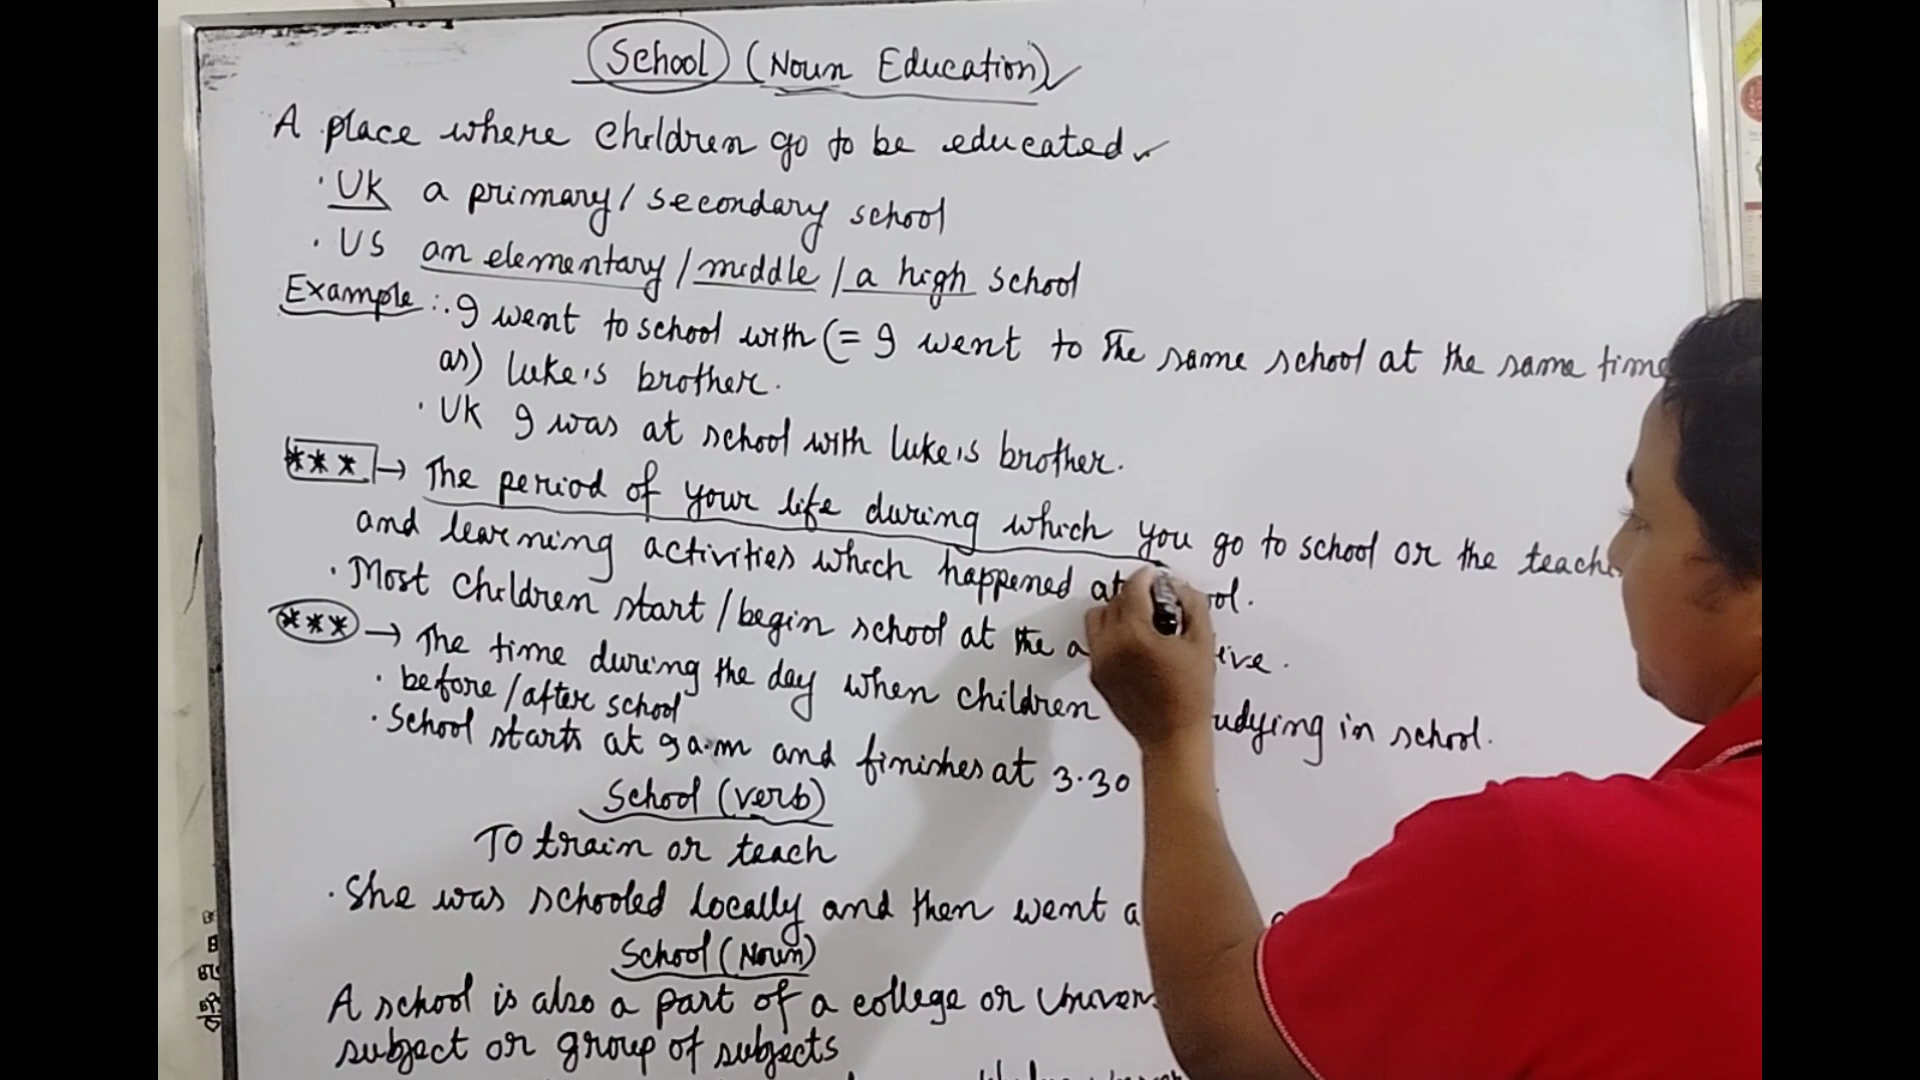 School (Noun Education)
A place where children go to be educated
· UK a primary/secondary school
· US an elementary/middle/a high school
Example:· I went to school with (= I went to the same school at the same time
as) luke's brother.
· UK I was at school with luke's brother.
*** → The period of your life during which you go to school or the
and learning activities which happened at
· Most children start/begin school at the
*** → The time during the day when children in school.
· before/after school
· School starts at 9 a.m and finishes at 3.30
School (verb)
To train or teach
· She was schooled locally and then went
School (Noun)
A school is also a part of a college or
subject or group of subjects